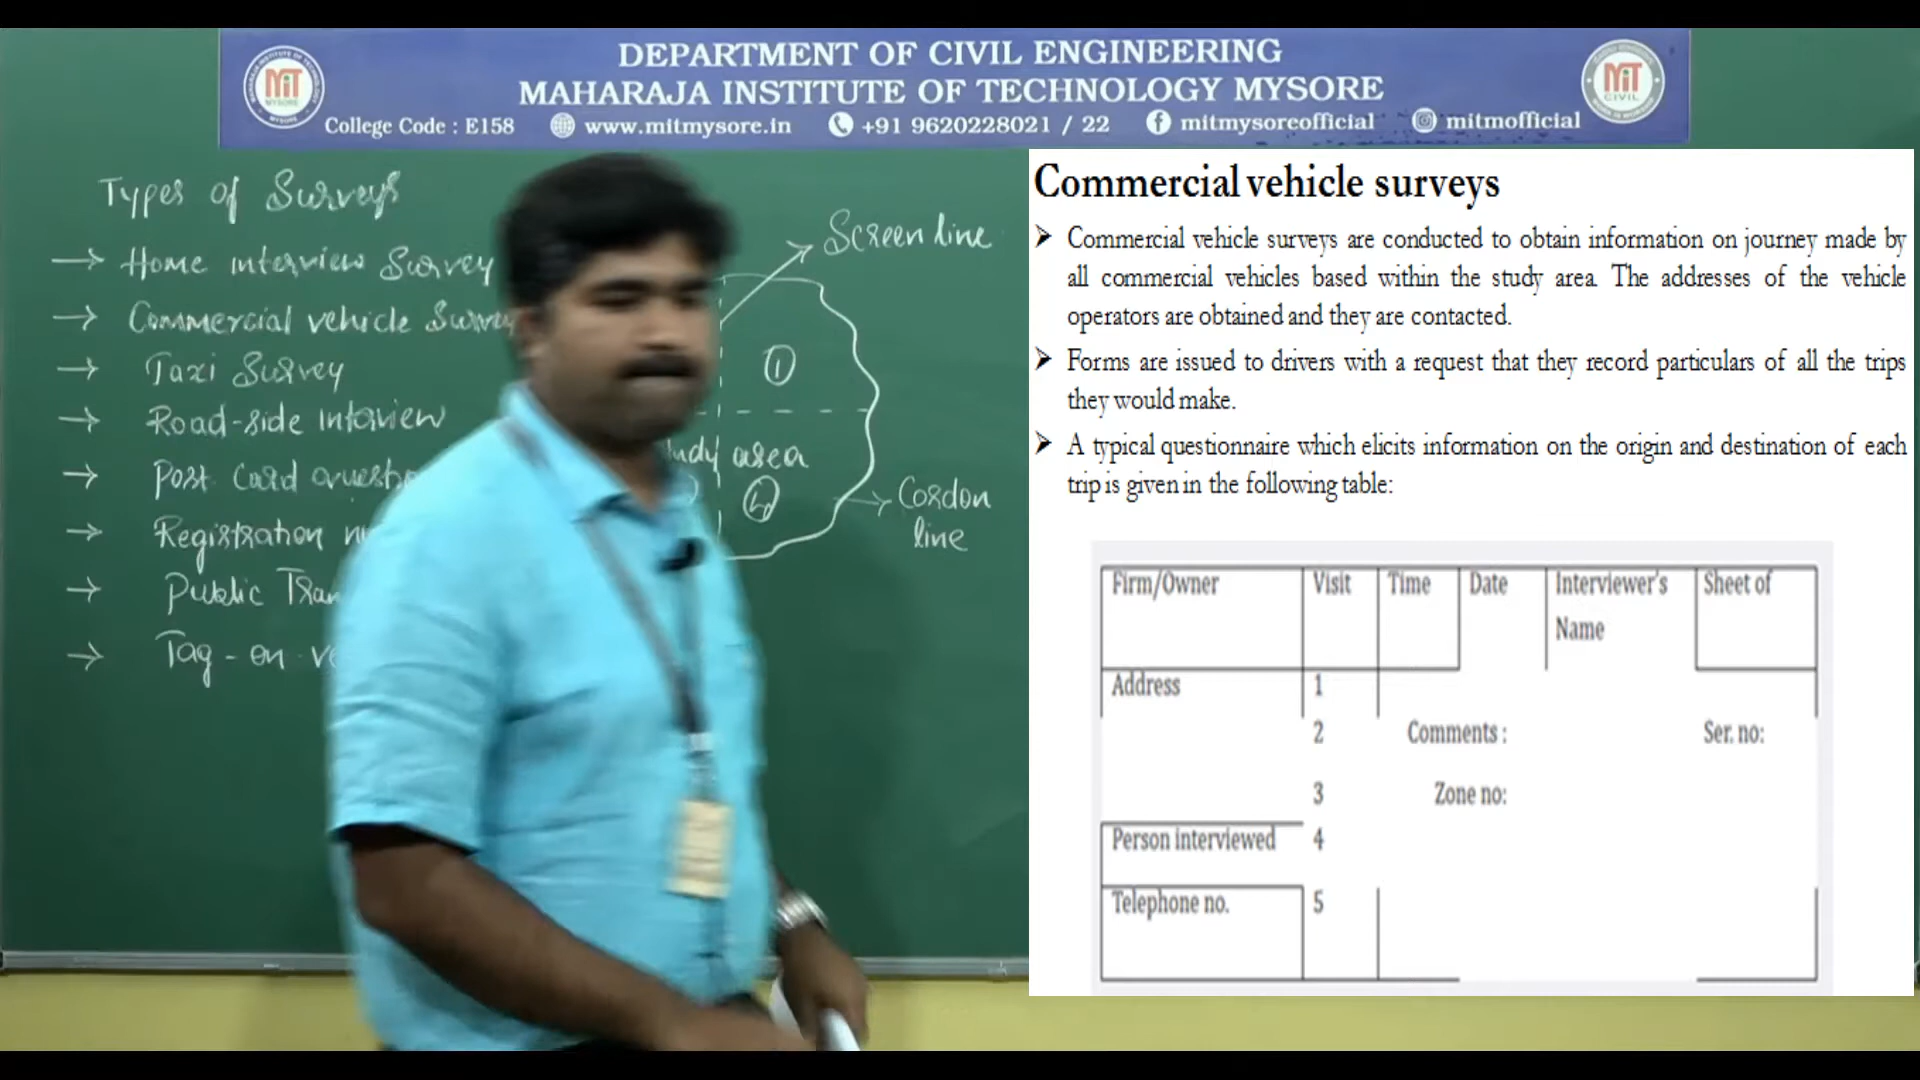 DEPARTMENT OF CIVIL ENGINEERING
MAHARAJA INSTITUTE OF TECHNOLOGY MYSORE
College Code : E158 www.mitmysore.in +91 9620228021 / 22 mitmysoreofficial mitmofficial
MiT
MYSORE
MiT
CIVIL
Types of Surveys
→ Home interview Survey
→ Commercial vehicle Survey
→ Taxi Survey
→ Road-side Interview
→ Post Card
→ Registration
→ Public
→ Tag-on
Screen line
1
area
4
Cordon
line
Commercial vehicle surveys
➤ Commercial vehicle surveys are conducted to obtain information on journey made by
all commercial vehicles based within the study area. The addresses of the vehicle
operators are obtained and they are contacted.
➤ Forms are issued to drivers with a request that they record particulars of all the trips
they would make.
➤ A typical questionnaire which elicits information on the origin and destination of each
trip is given in the following table:
Firm/Owner Visit Time Date Interviewer's Sheet of
Name
Address 1
2 Comments : Ser. no:
3 Zone no:
Person interviewed 4
Telephone no. 5